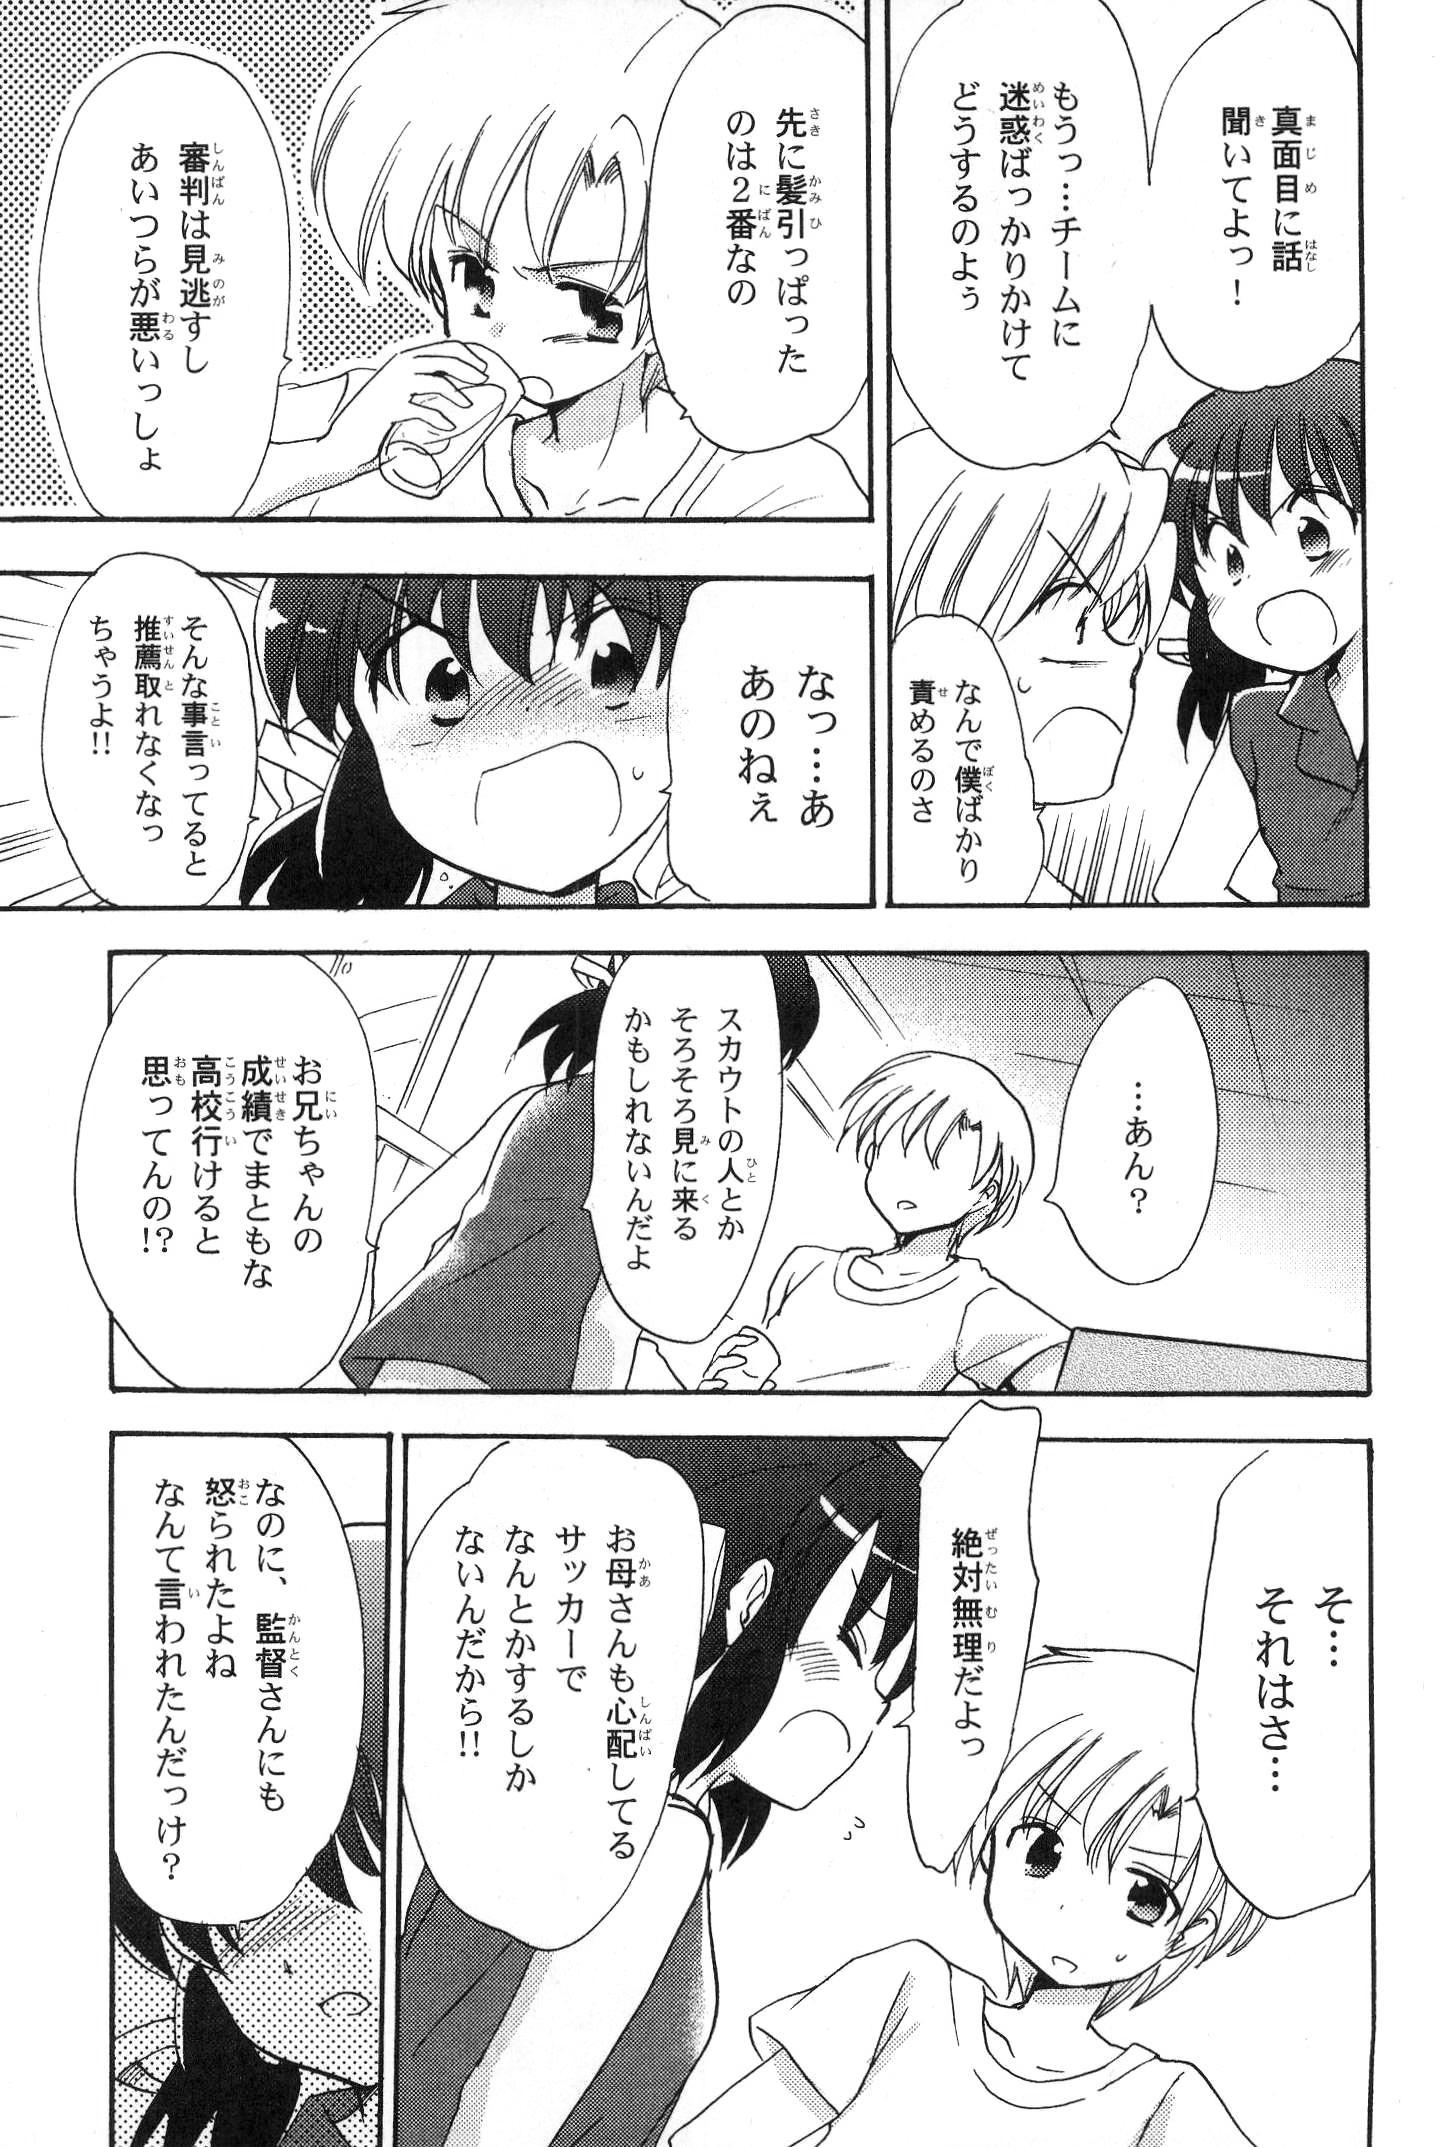 真面目に話
聞いてよっ！
もうっ…チームに
迷惑ばっかりかけて
どうするのよぅ
なんで僕ばかり
責めるのさ
先に髪引っぱった
のは２番なの
審判は見逃すし
あいつらが悪いっしょ
なっ…あ
あのねぇ
そんな事言ってると
推薦取れなくなっ
ちゃうよ!!
…あん？
スカウトの人とか
そろそろ見に来る
かもしれないんだよ
お兄ちゃんの
成績でまともな
高校行けると
思ってんの!?
そ…
それはさ…
絶対無理だよっ
お母さんも心配してる
サッカーで
なんとかするしか
ないんだから!!
なのに、監督さんにも
怒られたよね
なんて言われたんだっけ？